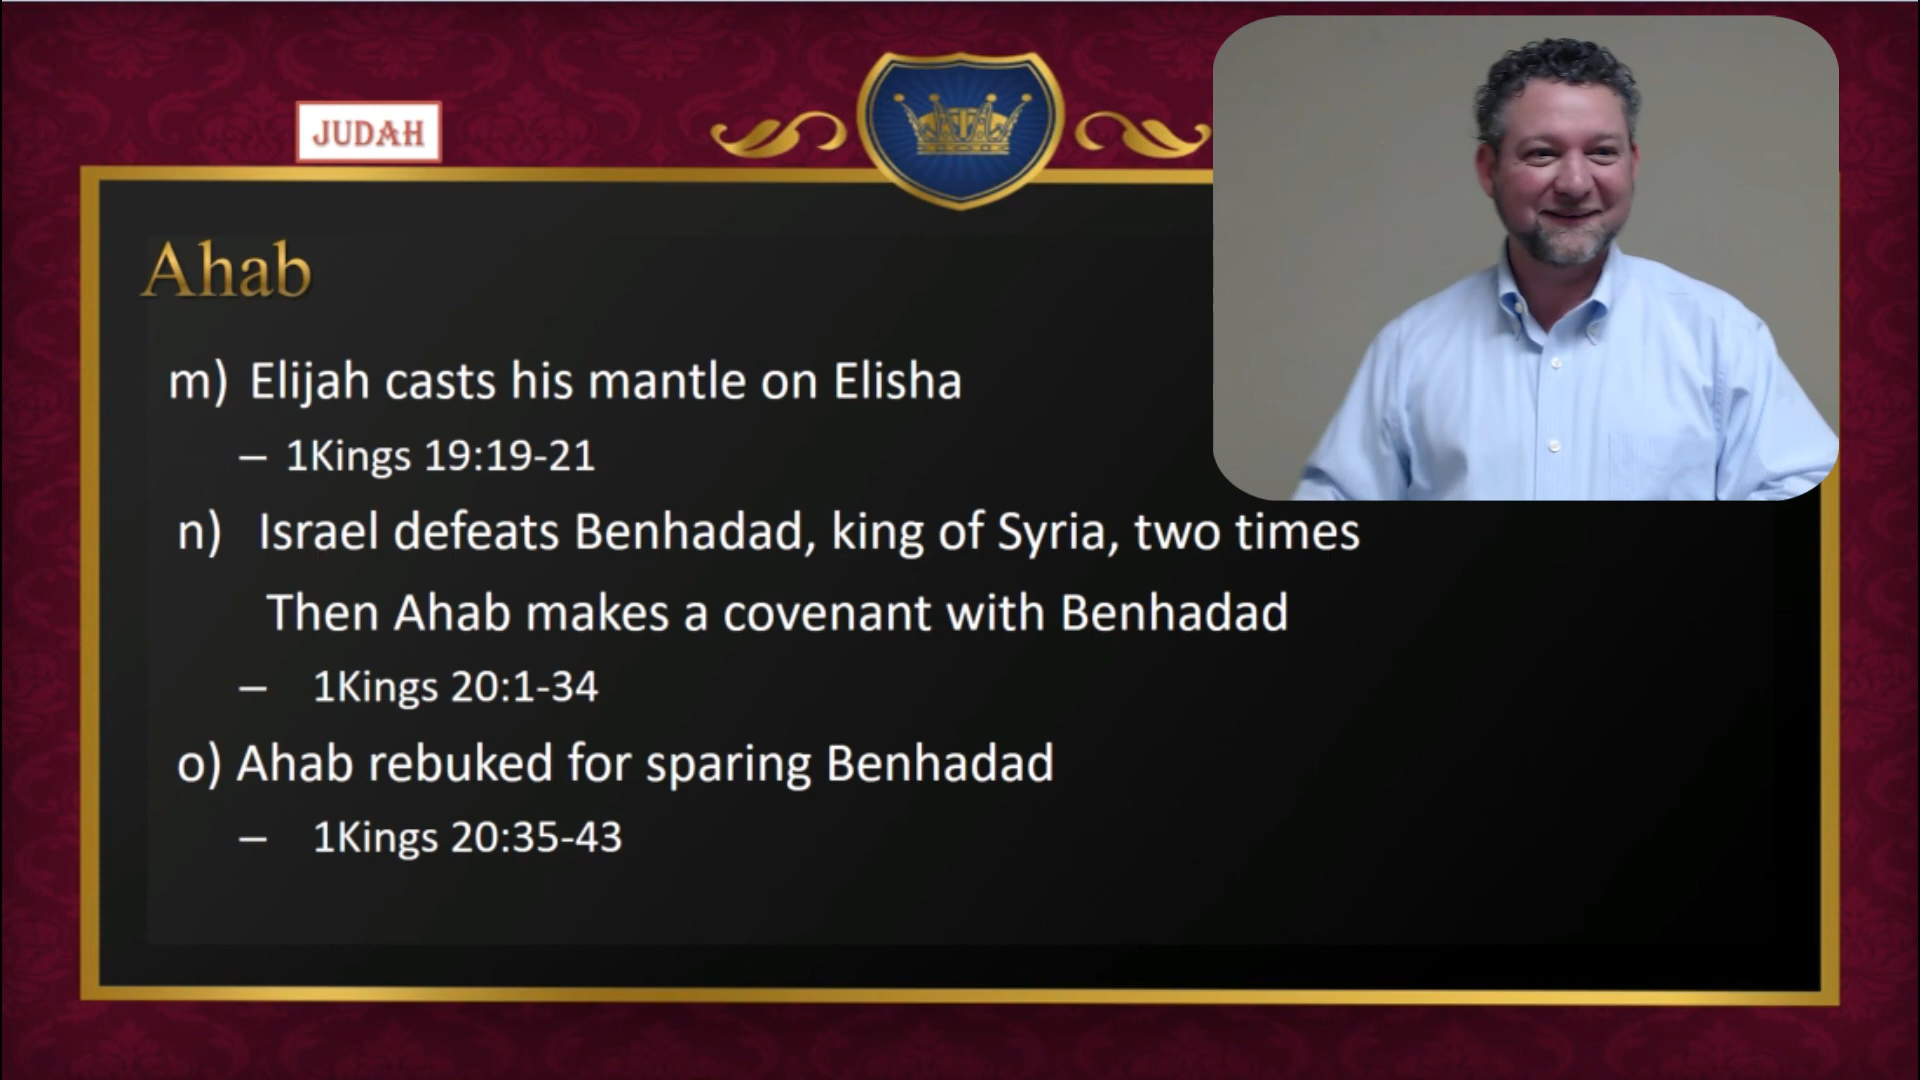 JUDAH
Ahab
m) Elijah casts his mantle on Elisha
– 1Kings 19:19-21
n) Israel defeats Benhadad, king of Syria, two times
Then Ahab makes a covenant with Benhadad
– 1Kings 20:1-34
o) Ahab rebuked for sparing Benhadad
– 1Kings 20:35-43